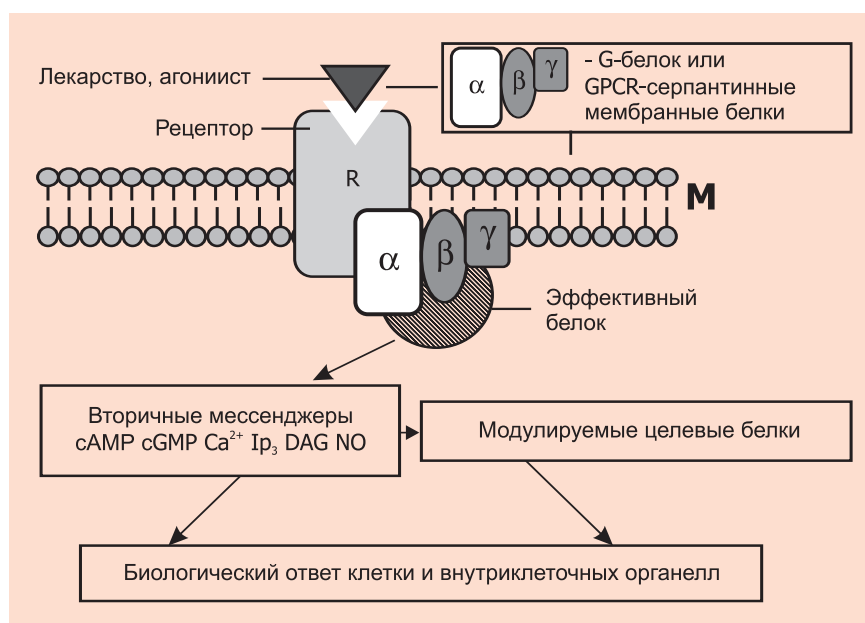 Лекарство, агониист
α β γ - G-белок или
GPCR-серпантинные
мембранные белки
Рецептор
R
M
α β γ
Эффективный
белок
Вторичные мессенджеры
cAMP cGMP Ca²⁺ Ip₃ DAG NO
Модулируемые целевые белки
Биологический ответ клетки и внутриклеточных органелл